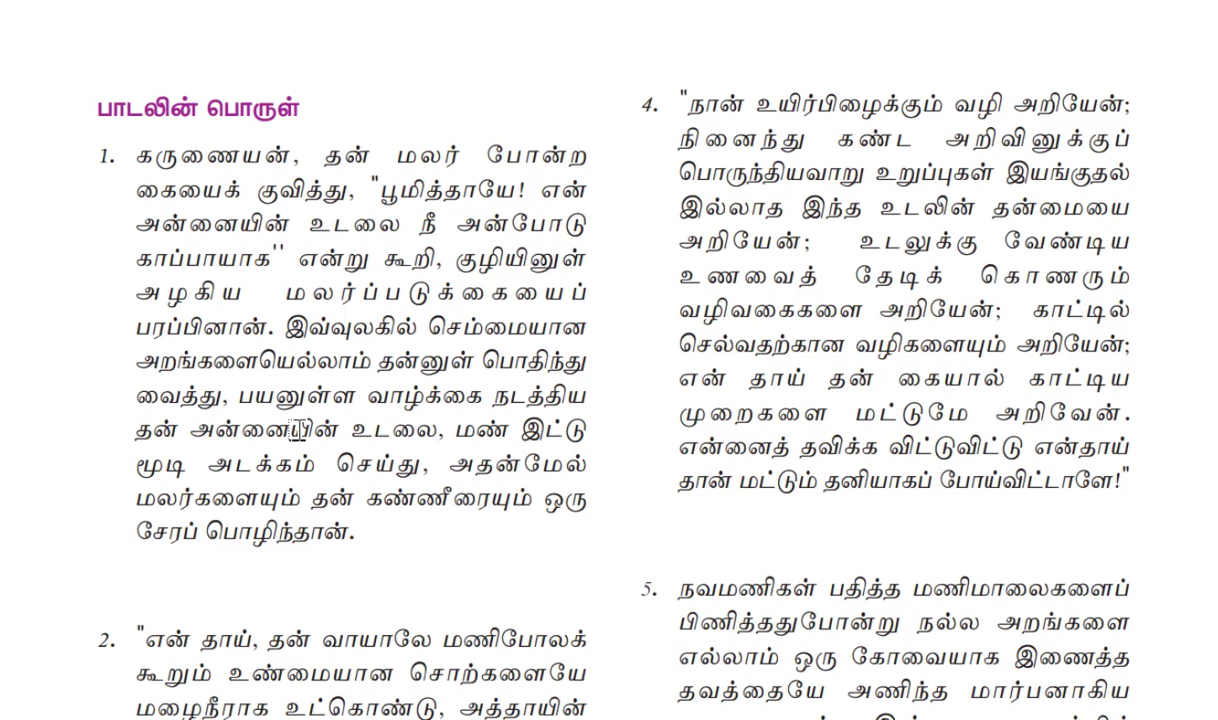 பாடலின் பொருள்
1. கருணையன், தன் மலர் போன்ற
கையைக் குவித்து, "பூமித்தாயே! என்
அன்னையின் உடலை நீ அன்போடு
காப்பாயாக'' என்று கூறி, குழியினுள்
அழகிய மலர்ப்படுக்கையைப்
பரப்பினான். இவ்வுலகில் செம்மையான
அறங்களையெல்லாம் தன்னுள் பொதிந்து
வைத்து, பயனுள்ள வாழ்க்கை நடத்திய
தன் அன்னையின் உடலை, மண் இட்டு
மூடி அடக்கம் செய்து, அதன்மேல்
மலர்களையும் தன் கண்ணீரையும் ஒரு
சேரப் பொழிந்தான்.
2. "என் தாய், தன் வாயாலே மணிபோலக்
கூறும் உண்மையான சொற்களையே
மழைநீராக உட்கொண்டு, அத்தாயின்
4. "நான் உயிர்பிழைக்கும் வழி அறியேன்;
நினைந்து கண்ட அறிவினுக்குப்
பொருந்தியவாறு உறுப்புகள் இயங்குதல்
இல்லாத இந்த உடலின் தன்மையை
அறியேன்; உடலுக்கு வேண்டிய
உணவைத் தேடிக் கொணரும்
வழிவகைகளை அறியேன்; காட்டில்
செல்வதற்கான வழிகளையும் அறியேன்;
என் தாய் தன் கையால் காட்டிய
முறைகளை மட்டுமே அறிவேன்.
என்னைத் தவிக்க விட்டுவிட்டு என்தாய்
தான் மட்டும் தனியாகப் போய்விட்டாளே!"
5. நவமணிகள் பதித்த மணிமாலைகளைப்
பிணித்ததுபோன்று நல்ல அறங்களை
எல்லாம் ஒரு கோவையாக இணைத்த
தவத்தையே அணிந்த மார்பனாகிய